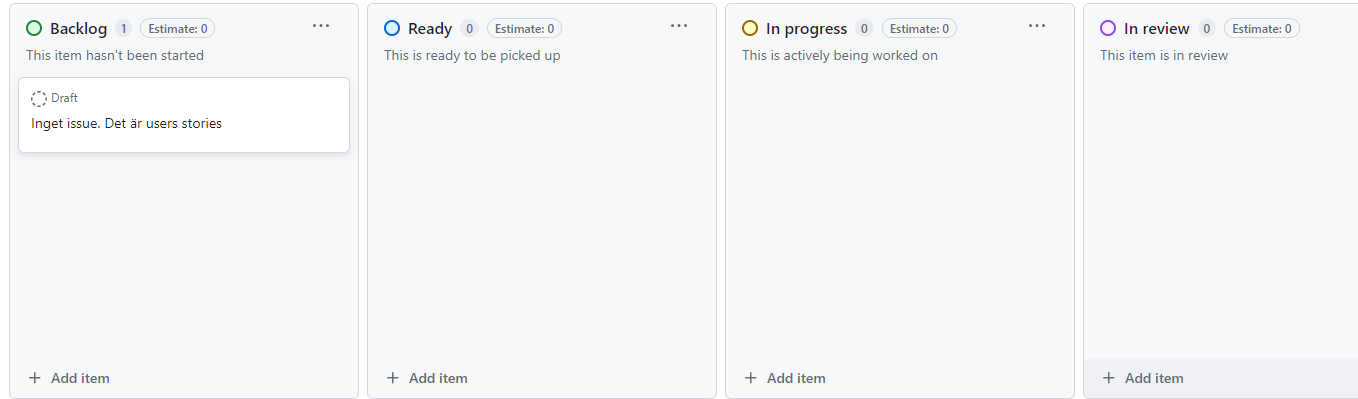 Backlog 1 Estimate: 0 ...
This item hasn't been started
Draft
Inget issue. Det är users stories
+ Add item
Ready 0 Estimate: 0 ...
This is ready to be picked up
+ Add item
In progress 0 Estimate: 0 ...
This is actively being worked on
+ Add item
In review 0 Estimate: 0
This item is in review
+ Add item